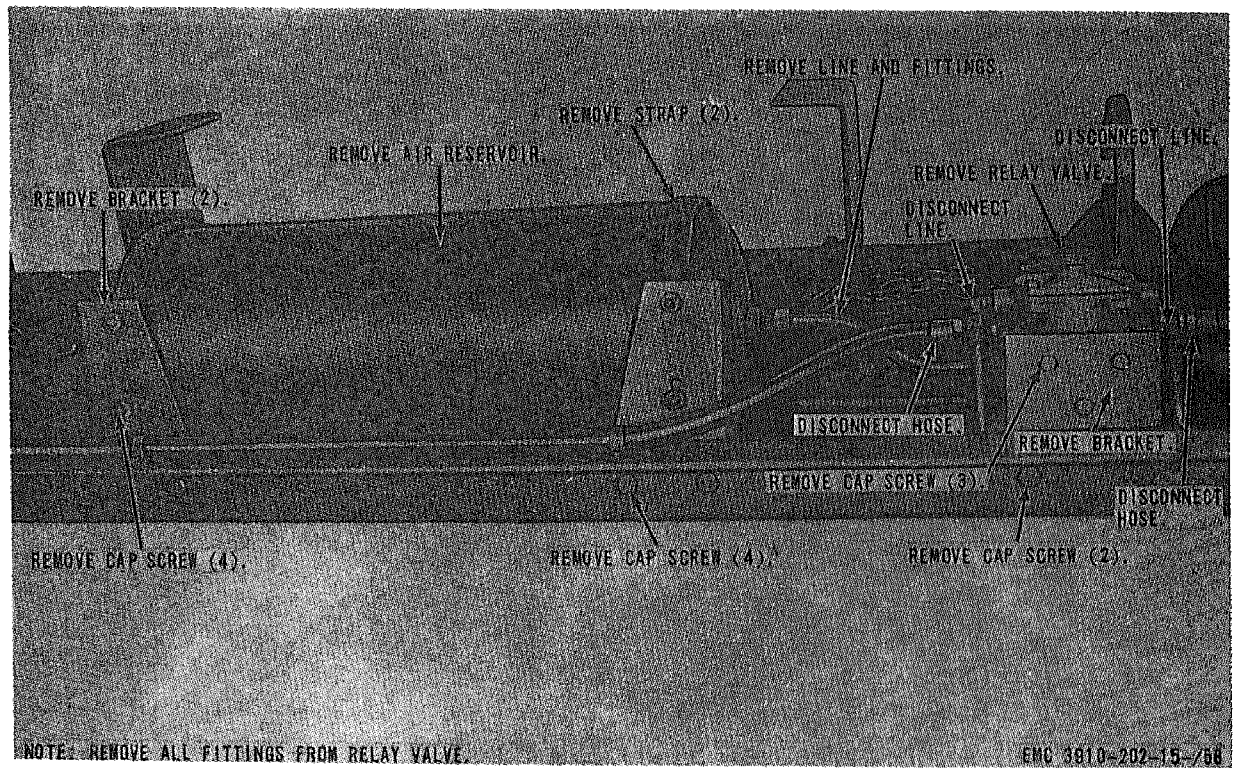 REMOVE LINE AND FITTINGS.
REMOVE STRAP (2).
DISCONNECT LINE.
REMOVE AIR RESERVOIR.
REMOVE RELAY VALVE.
REMOVE BRACKET (2).
DISCONNECT
LINE.
DISCONNECT HOSE.
REMOVE BRACKET.
REMOVE CAP SCREW (3).
DISCONNECT
HOSE.
REMOVE CAP SCREW (4).
REMOVE CAP SCREW (4).
REMOVE CAP SCREW (2).
NOTE: REMOVE ALL FITTINGS FROM RELAY VALVE.
EMC 3810-202-15-/68